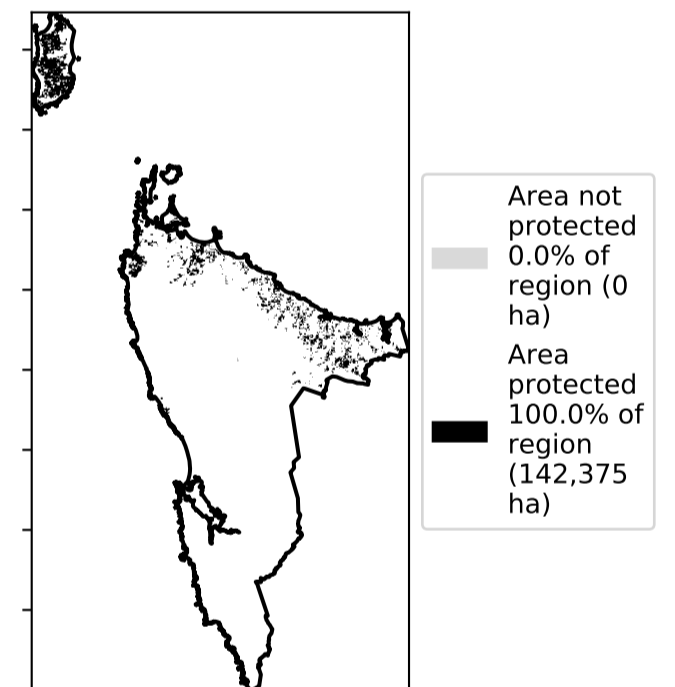 Area not
protected
0.0% of
region (0
ha)
Area
protected
100.0% of
region
(142,375
ha)